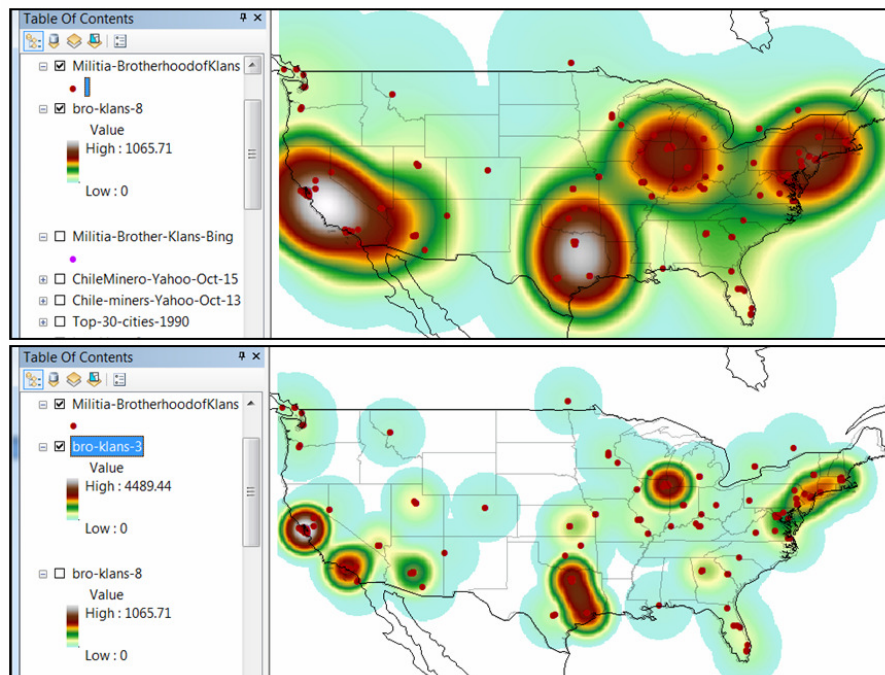 Table Of Contents
Militia-BrotherhoodofKlans
bro-klans-8
Value
High : 1065.71
Low : 0
Militia-Brother-Klans-Bing
ChileMinero-Yahoo-Oct-15
Chile-miners-Yahoo-Oct-13
Top-30-cities-1990
Table Of Contents
Militia-BrotherhoodofKlans
bro-klans-3
Value
High : 4489.44
Low : 0
bro-klans-8
Value
High : 1065.71
Low : 0